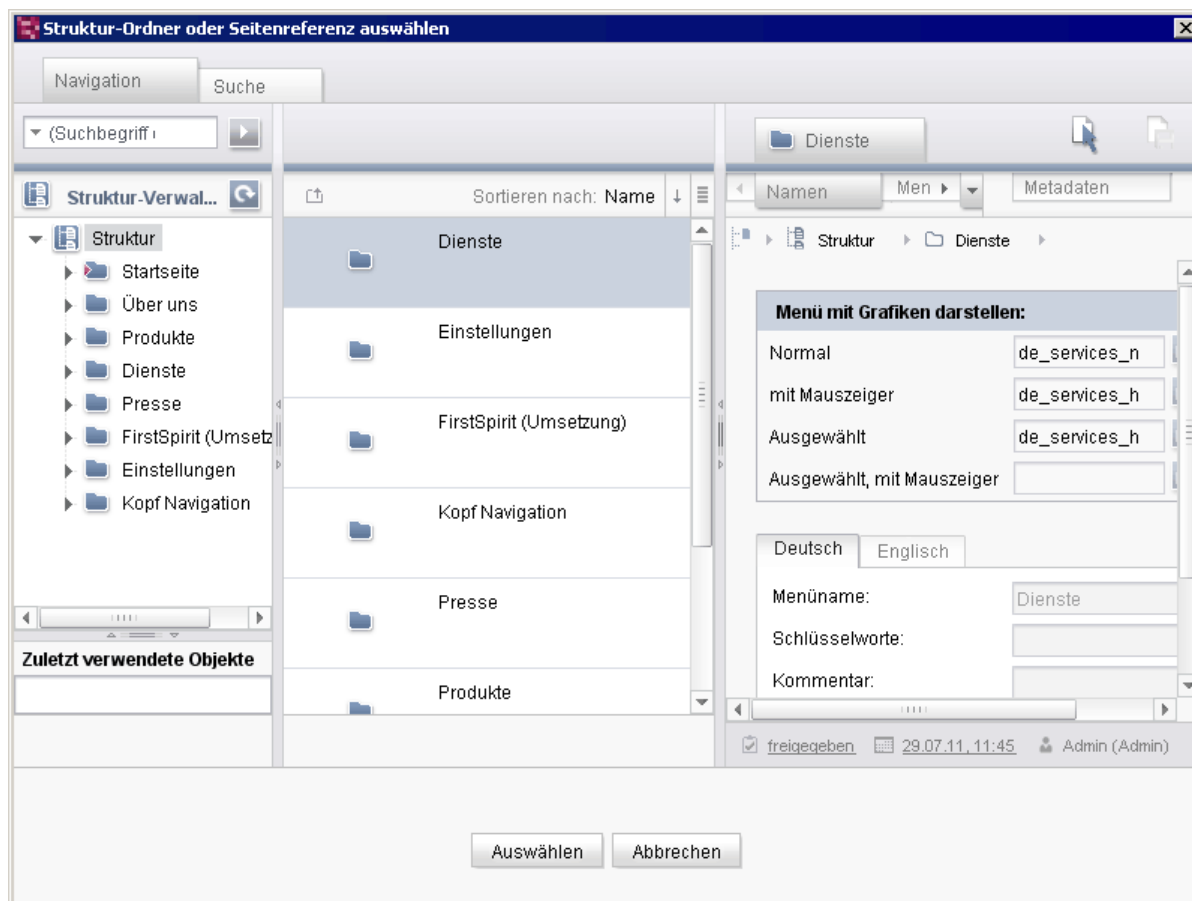 Struktur-Ordner oder Seitenreferenz auswählen
Navigation
Suche
(Suchbegriff
Struktur-Verwal...
Struktur
Startseite
Über uns
Produkte
Dienste
Presse
FirstSpirit (Umsetz
Einstellungen
Kopf Navigation
Zuletzt verwendete Objekte
Sortieren nach: Name
Dienste
Einstellungen
FirstSpirit (Umsetzung)
Kopf Navigation
Presse
Produkte
Dienste
Namen
Men
Metadaten
Struktur
Dienste
Menü mit Grafiken darstellen:
Normal de_services_n
mit Mauszeiger de_services_h
Ausgewählt de_services_h
Ausgewählt, mit Mauszeiger
Deutsch
Englisch
Menüname: Dienste
Schlüsselworte:
Kommentar:
freigegeben 29.07.11, 11:45 Admin (Admin)
Auswählen
Abbrechen